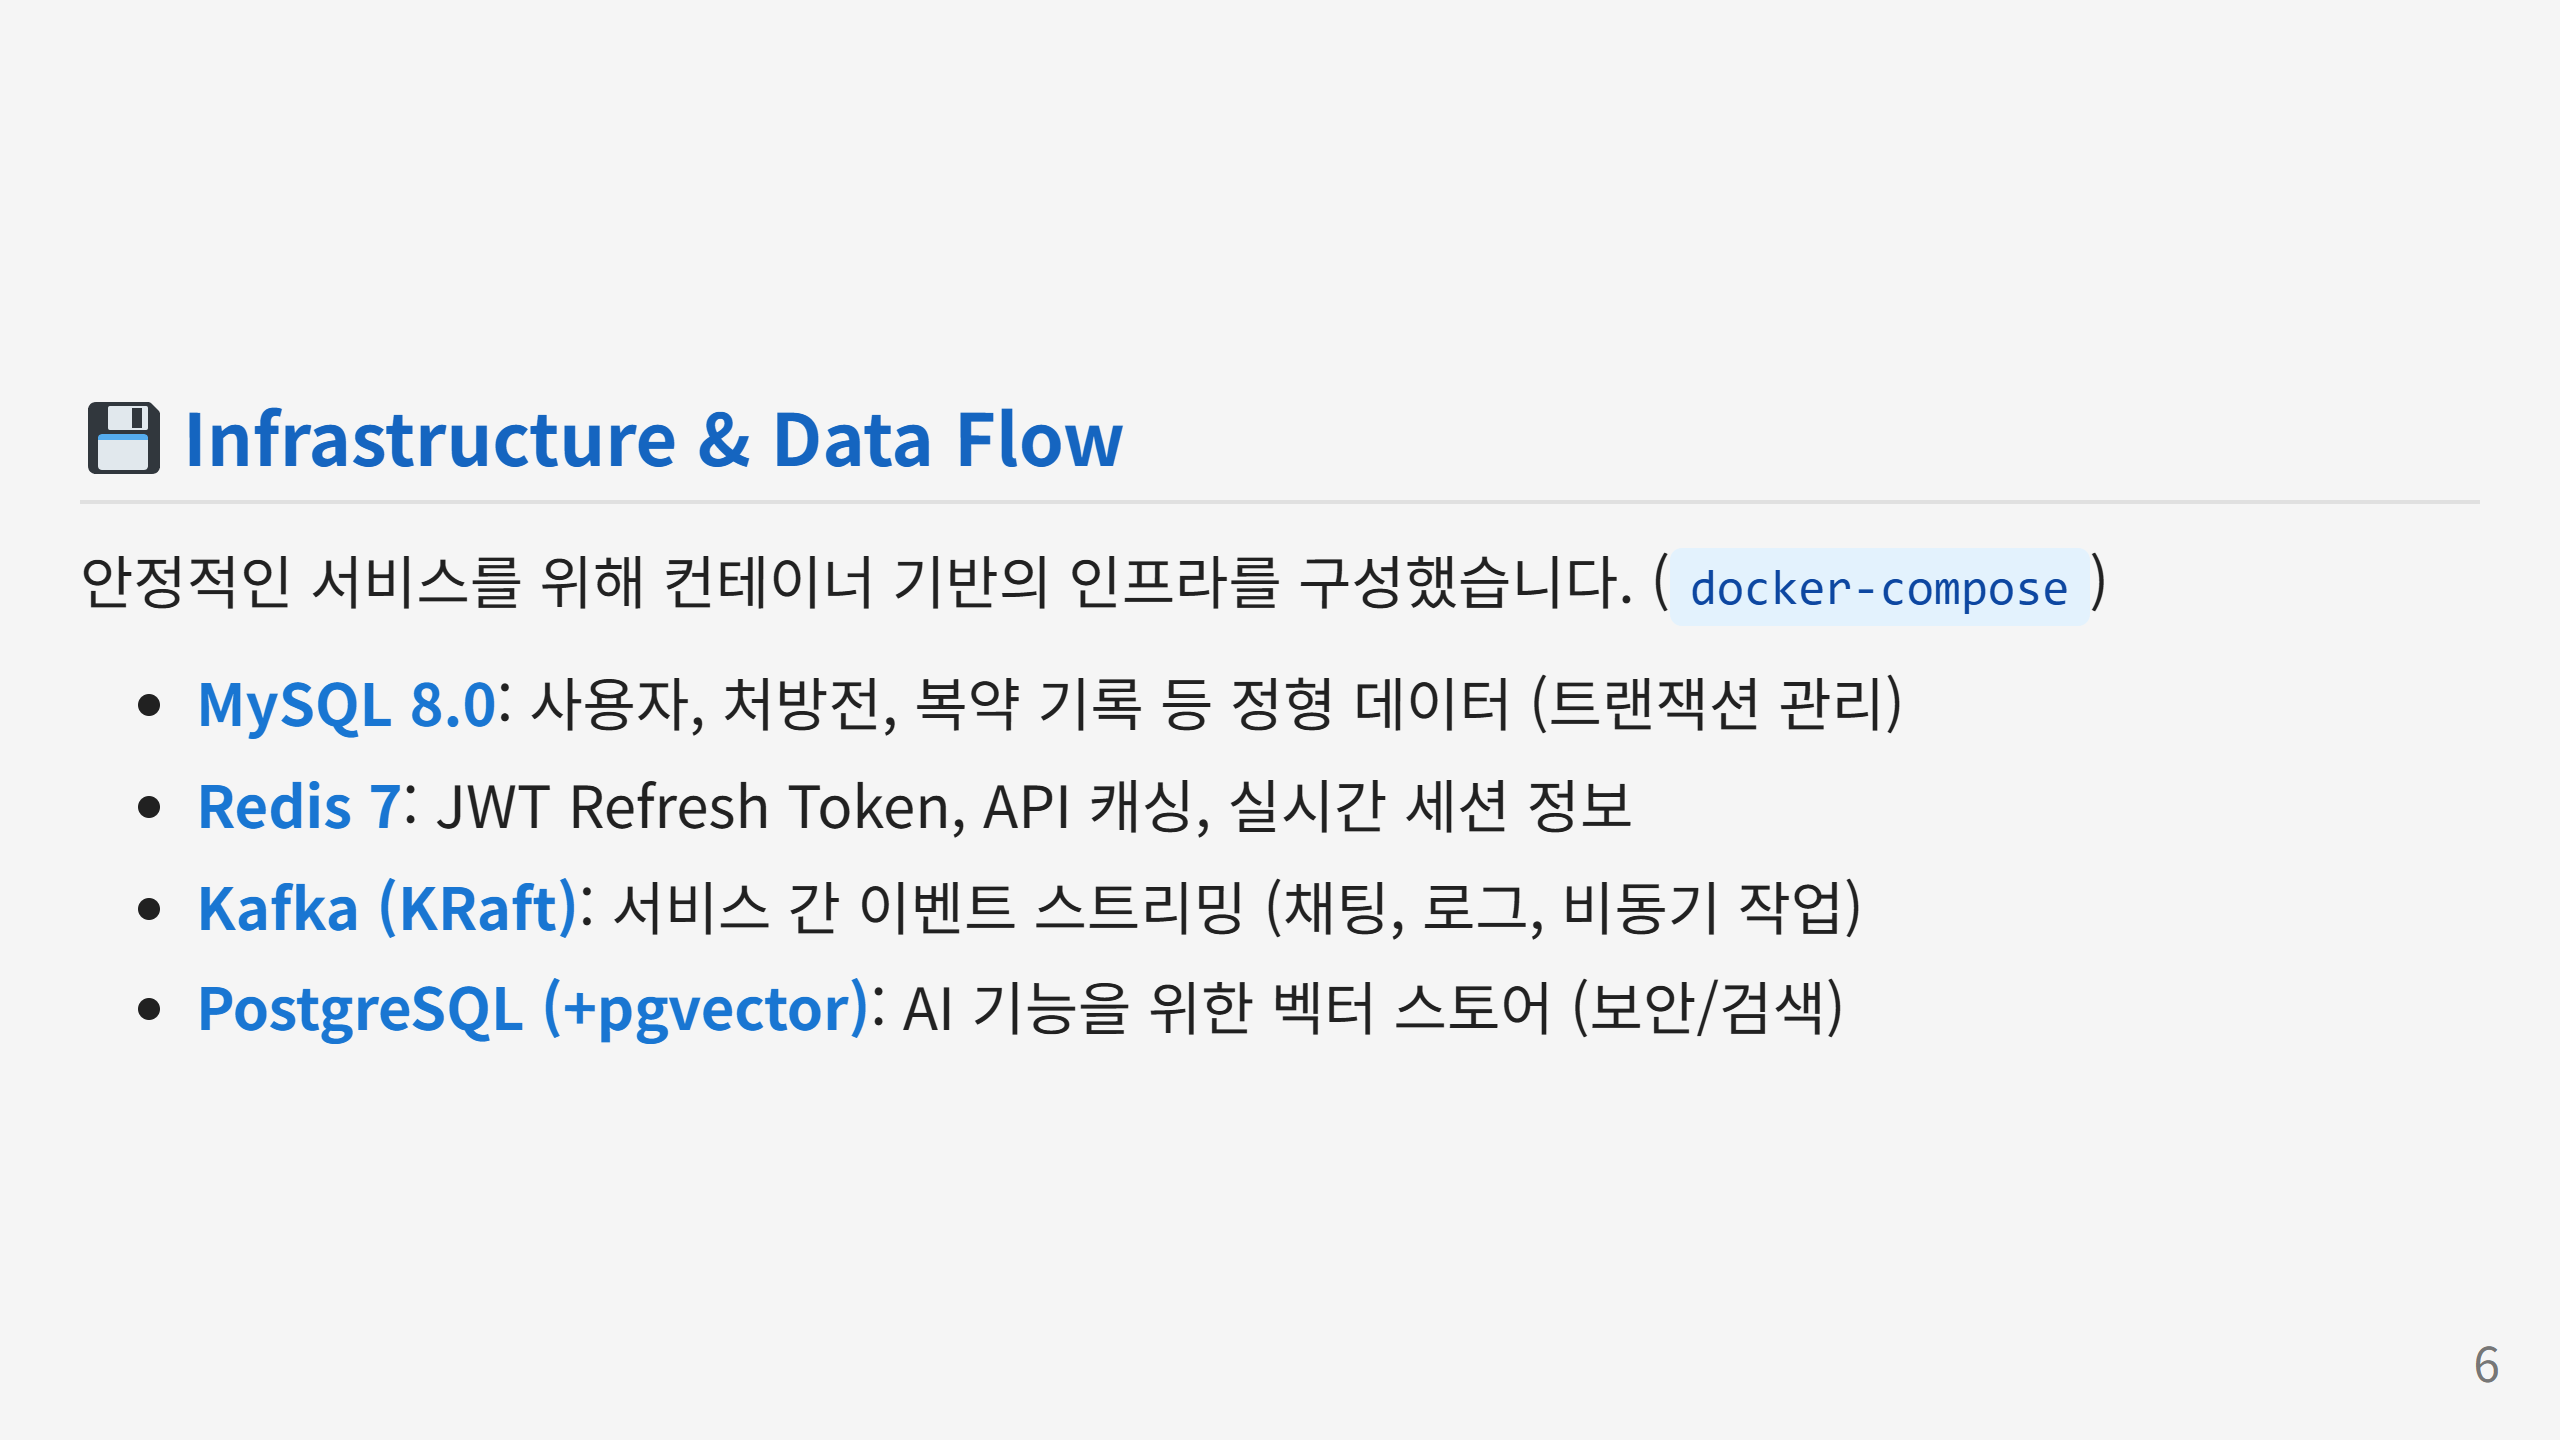 Infrastructure & Data Flow
안정적인 서비스를 위해 컨테이너 기반의 인프라를 구성했습니다. (docker-compose)
MySQL 8.0: 사용자, 처방전, 복약 기록 등 정형 데이터 (트랜잭션 관리)
Redis 7: JWT Refresh Token, API 캐싱, 실시간 세션 정보
Kafka (KRaft): 서비스 간 이벤트 스트리밍 (채팅, 로그, 비동기 작업)
PostgreSQL (+pgvector): AI 기능을 위한 벡터 스토어 (보안/검색)
6